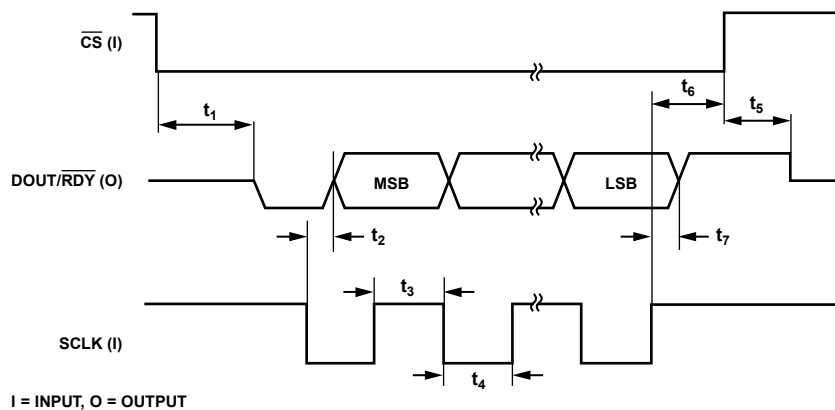 CS (I)
t1
t6
t5
DOUT/RDY (O)
MSB
LSB
t2
t7
t3
SCLK (I)
t4
I = INPUT, O = OUTPUT